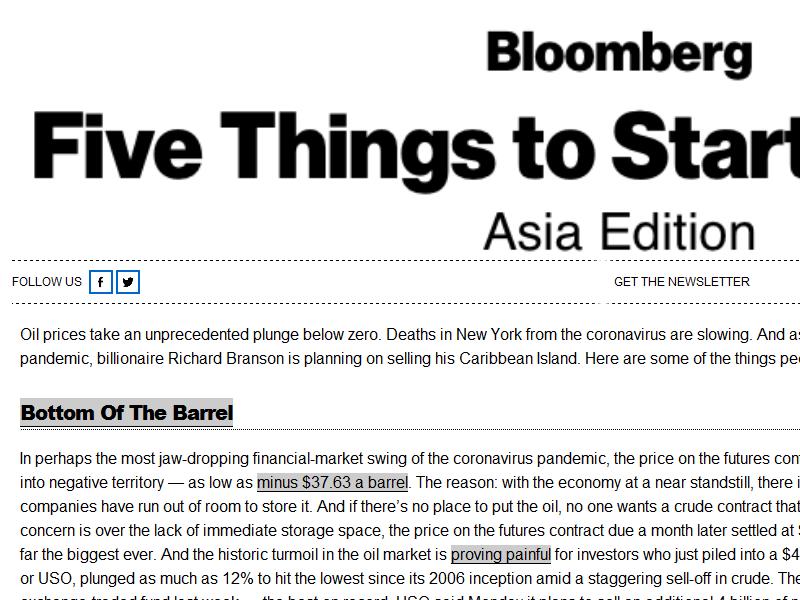 Bloomberg
Five Things to Start
Asia Edition
FOLLOW US
GET THE NEWSLETTER
Oil prices take an unprecedented plunge below zero. Deaths in New York from the coronavirus are slowing. And as
pandemic, billionaire Richard Branson is planning on selling his Caribbean Island. Here are some of the things
Bottom Of The Barrel
In perhaps the most jaw-dropping financial-market swing of the coronavirus pandemic, the price on the futures
into negative territory — as low as minus $37.63 a barrel. The reason: with the economy at a near standstill, there
companies have run out of room to store it. And if there's no place to put the oil, no one wants a crude contract that
concern is over the lack of immediate storage space, the price on the futures contract due a month later settled at
far the biggest ever. And the historic turmoil in the oil market is proving painful for investors who just piled into a $4
or USO, plunged as much as 12% to hit the lowest since its 2006 inception amid a staggering sell-off in crude. The